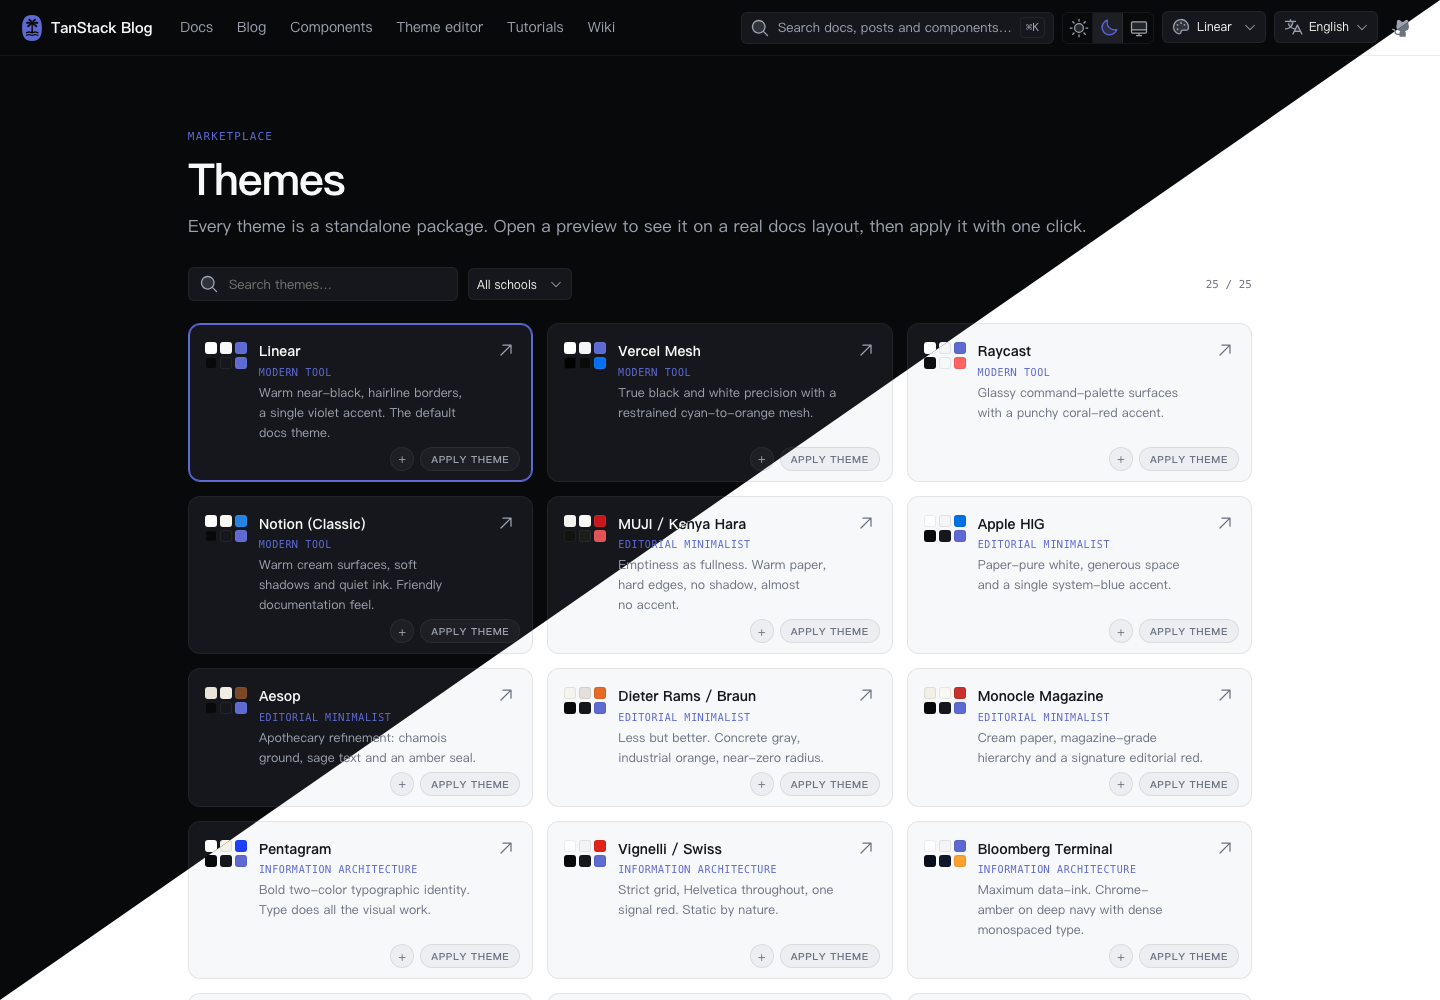 TanStack Blog
Docs
Blog
Components
Theme editor
Tutorials
Wiki
Search docs, posts and components...
⌘K
Linear
English
MARKETPLACE
Themes
Every theme is a standalone package. Open a preview to see it on a real docs layout, then apply it with one click.
Search themes...
All schools
25 / 25
Linear
MODERN TOOL
Warm near-black, hairline borders,
a single violet accent. The default
docs theme.
+ APPLY THEME
Vercel Mesh
MODERN TOOL
True black and white precision with a
restrained cyan-to-orange mesh.
+ APPLY THEME
Raycast
MODERN TOOL
Glassy command-palette surfaces
with a punchy coral-red accent.
+ APPLY THEME
Notion (Classic)
MODERN TOOL
Warm cream surfaces, soft
shadows and quiet ink. Friendly
documentation feel.
+ APPLY THEME
MUJI / Kenya Hara
EDITORIAL MINIMALIST
Emptiness as fullness. Warm paper,
hard edges, no shadow, almost
no accent.
+ APPLY THEME
Apple HIG
EDITORIAL MINIMALIST
Paper-pure white, generous space
and a single system-blue accent.
+ APPLY THEME
Aesop
EDITORIAL MINIMALIST
Apothecary refinement: chamois
ground, sage text and an amber seal.
+ APPLY THEME
Dieter Rams / Braun
EDITORIAL MINIMALIST
Less but better. Concrete gray,
industrial orange, near-zero radius.
+ APPLY THEME
Monocle Magazine
EDITORIAL MINIMALIST
Cream paper, magazine-grade
hierarchy and a signature editorial red.
+ APPLY THEME
Pentagram
INFORMATION ARCHITECTURE
Bold two-color typographic identity.
Type does all the visual work.
+ APPLY THEME
Vignelli / Swiss
INFORMATION ARCHITECTURE
Strict grid, Helvetica throughout, one
signal red. Static by nature.
+ APPLY THEME
Bloomberg Terminal
INFORMATION ARCHITECTURE
Maximum data-ink. Chrome-
amber on deep navy with dense
monospaced type.
+ APPLY THEME